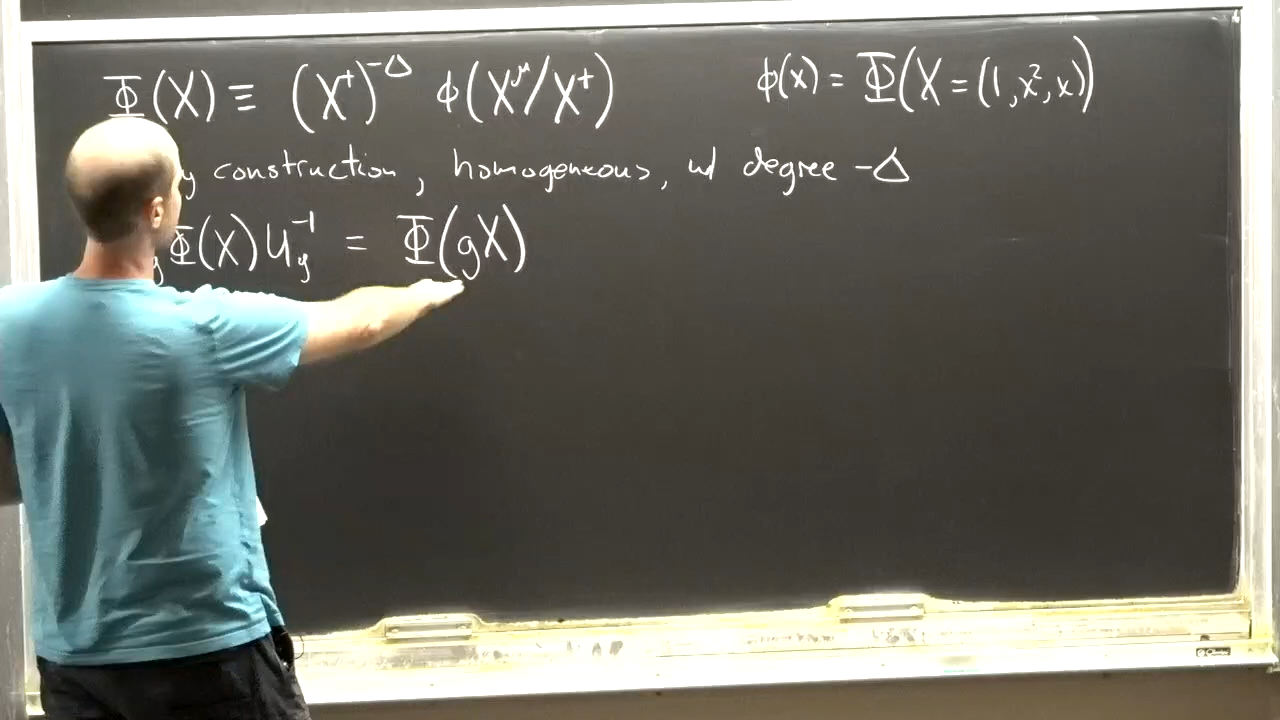 Φ(X) ≡ (X⁺)^{-Δ} ϕ(X^μ/X⁺)
ϕ(x) = Φ(X=(1,x²,x))
y construction, homogeneous, w/ degree -Δ
g Φ(X) U_g^{-1} = Φ(gX)